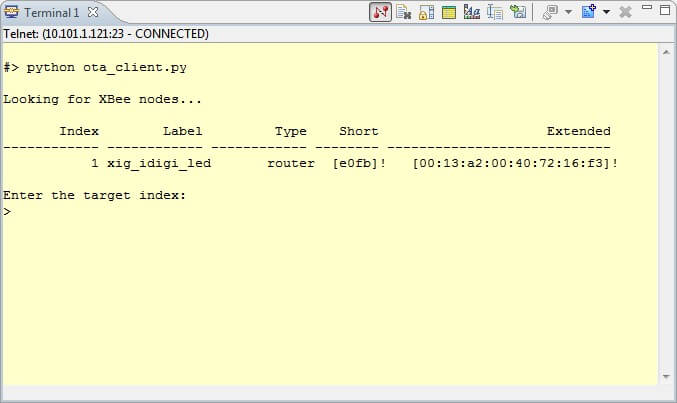 Terminal 1
Telnet: (10.101.1.121:23 - CONNECTED)
#> python ota_client.py
Looking for XBee nodes...
Index Label Type Short Extended
------------ ------------ ------------ -------- ----------------------------
1 xig_idigi_led router [e0fb]! [00:13:a2:00:40:72:16:f3]!
Enter the target index:
>